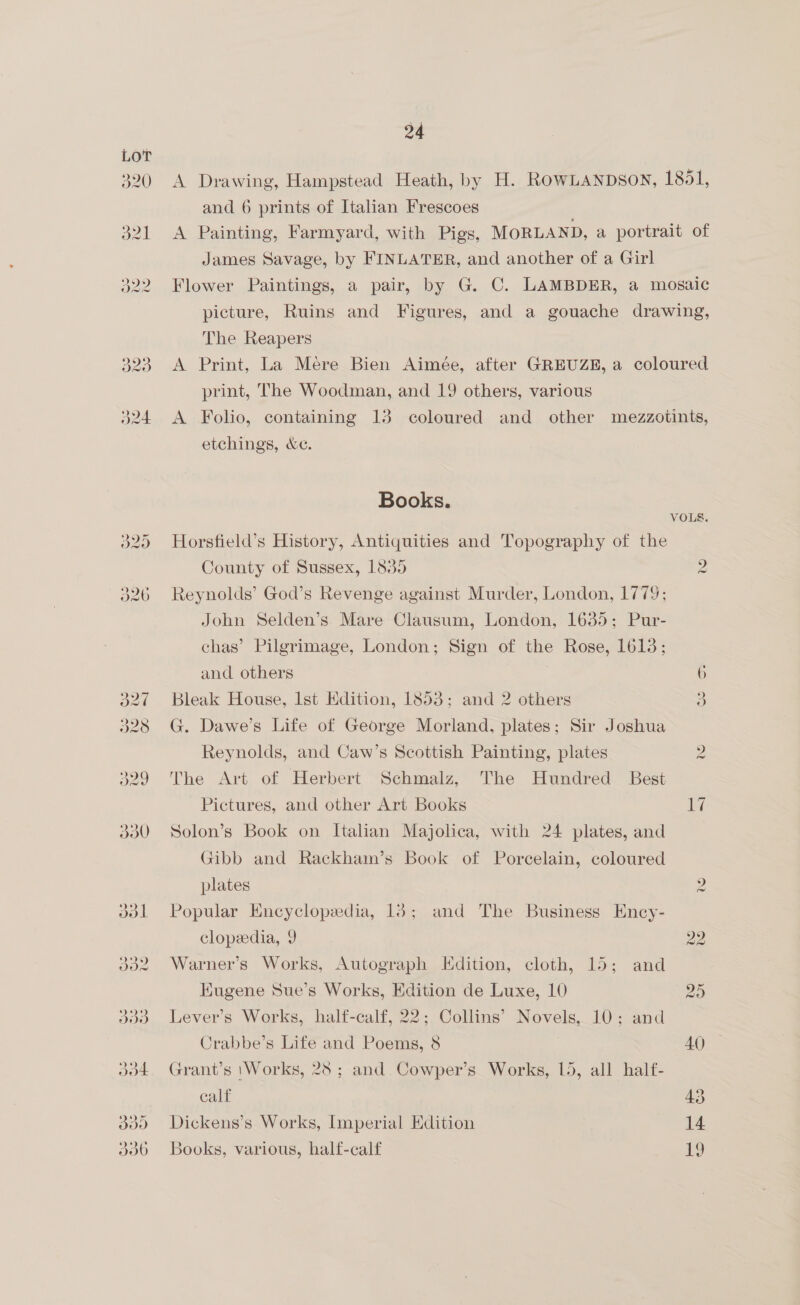 24
LOT
320 A Drawing, Hampstead Heath, by H. ROWLANDSON, 1851,
and 6 prints of Italian Frescoes
321 A Painting, Farmyard, with Pigs, MORLAND, a portrait of
James Savage, by FINLATER, and another of a Girl
322 Flower Paintings, a pair, by G. C. LAMBDER, a mosaic
picture, Ruins and Figures, and a gouache drawing,
The Reapers
323 A Print, La Mère Bien Aimée, after GREUZE, a coloured
print, The Woodman, and 19 others, various
324 A Folio, containing 13 coloured and other mezzotints,
etchings, &c.
Books.
VOLS.
325 Horsfield's History, Antiquities and Topography of the
County of Sussex, 1835 2
326 Reynolds' God's Revenge against Murder, London, 1779;
John Selden's Mare Clausum, London, 1635; Pur-
chas' Pilgrimage, London; Sign of the Rose, 1613;
and others 6
327 Bleak House, 1st Edition, 1853; and 2 others 3
328 G. Dawe's Life of George Morland, plates; Sir Joshua
Reynolds, and Caw's Scottish Painting, plates 2
329 The Art of Herbert Schmalz, The Hundred Best
Pictures, and other Art Books 17
330 Solon's Book on Italian Majolica, with 24 plates, and
Gibb and Rackham's Book of Porcelain, coloured
plates 2
331 Popular Encyclopædia, 13; and The Business Ency-
clopædia, 9 22
332 Warner's Works, Autograph Edition, cloth, 15; and
Eugene Sue's Works, Edition de Luxe, 10 25
333 Lever's Works, half-calf, 22; Collins' Novels, 10; and
Crabbe's Life and Poems, 8 40
334 Grant's Works, 28; and Cowper's Works, 15, all half-
calf 43
335 Dickens's Works, Imperial Edition 14
336 Books, various, half-calf 19